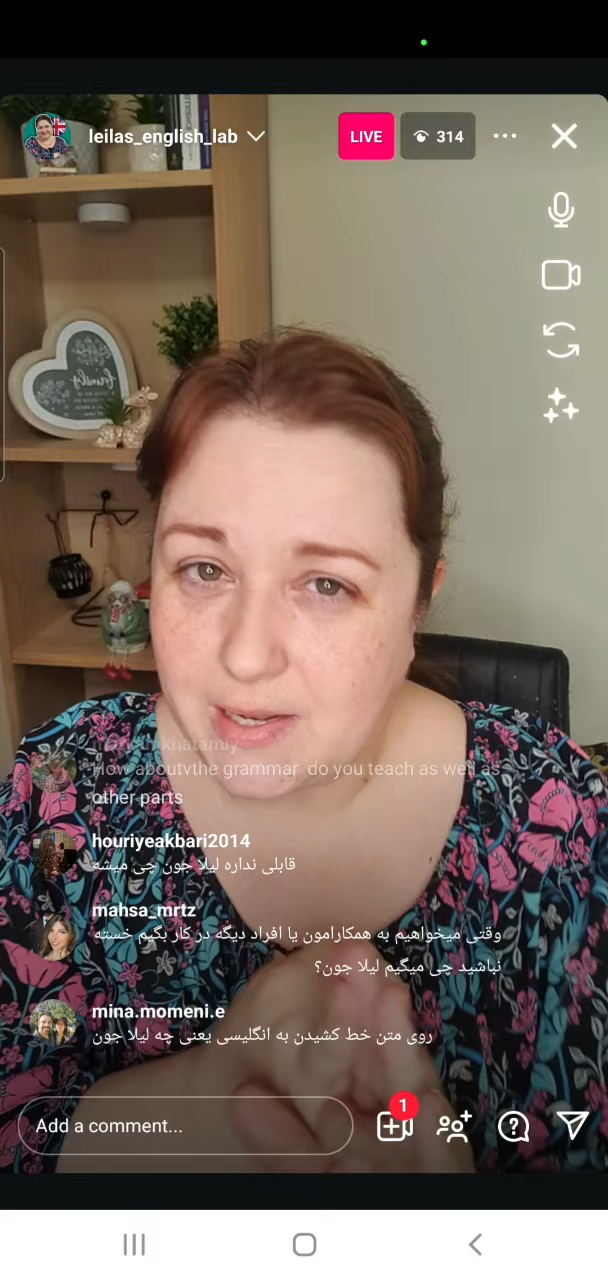 leilas_english_lab
LIVE
314
family
khatamiy
How aboutvthe grammar do you teach as well as
other parts
houriyeakbari2014
قابلی نداره لیلا جون چی میشه
mahsa_mrtz
وقتی میخواهیم به همکارامون یا افراد دیگه در کار بگیم خسته
نباشید چی میگیم لیلا جون؟
mina.momeni.e
روی متن خط کشیدن به انگلیسی یعنی چه لیلا جون
1
Add a comment...